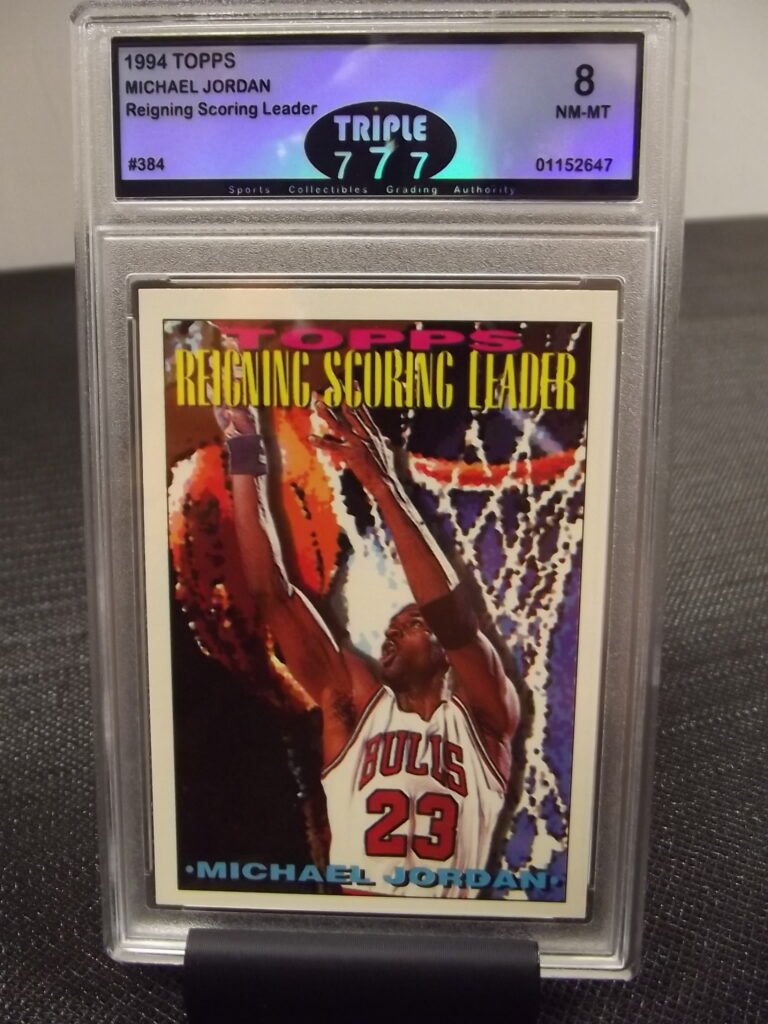 1994 TOPPS
MICHAEL JORDAN
Reigning Scoring Leader
#384
TRIPLE
777
8
NM-MT
01152647
Sports Collectibles Grading Authority
TOPPS
REIGNING SCORING LEADER
BULLS
23
•MICHAEL JORDAN•